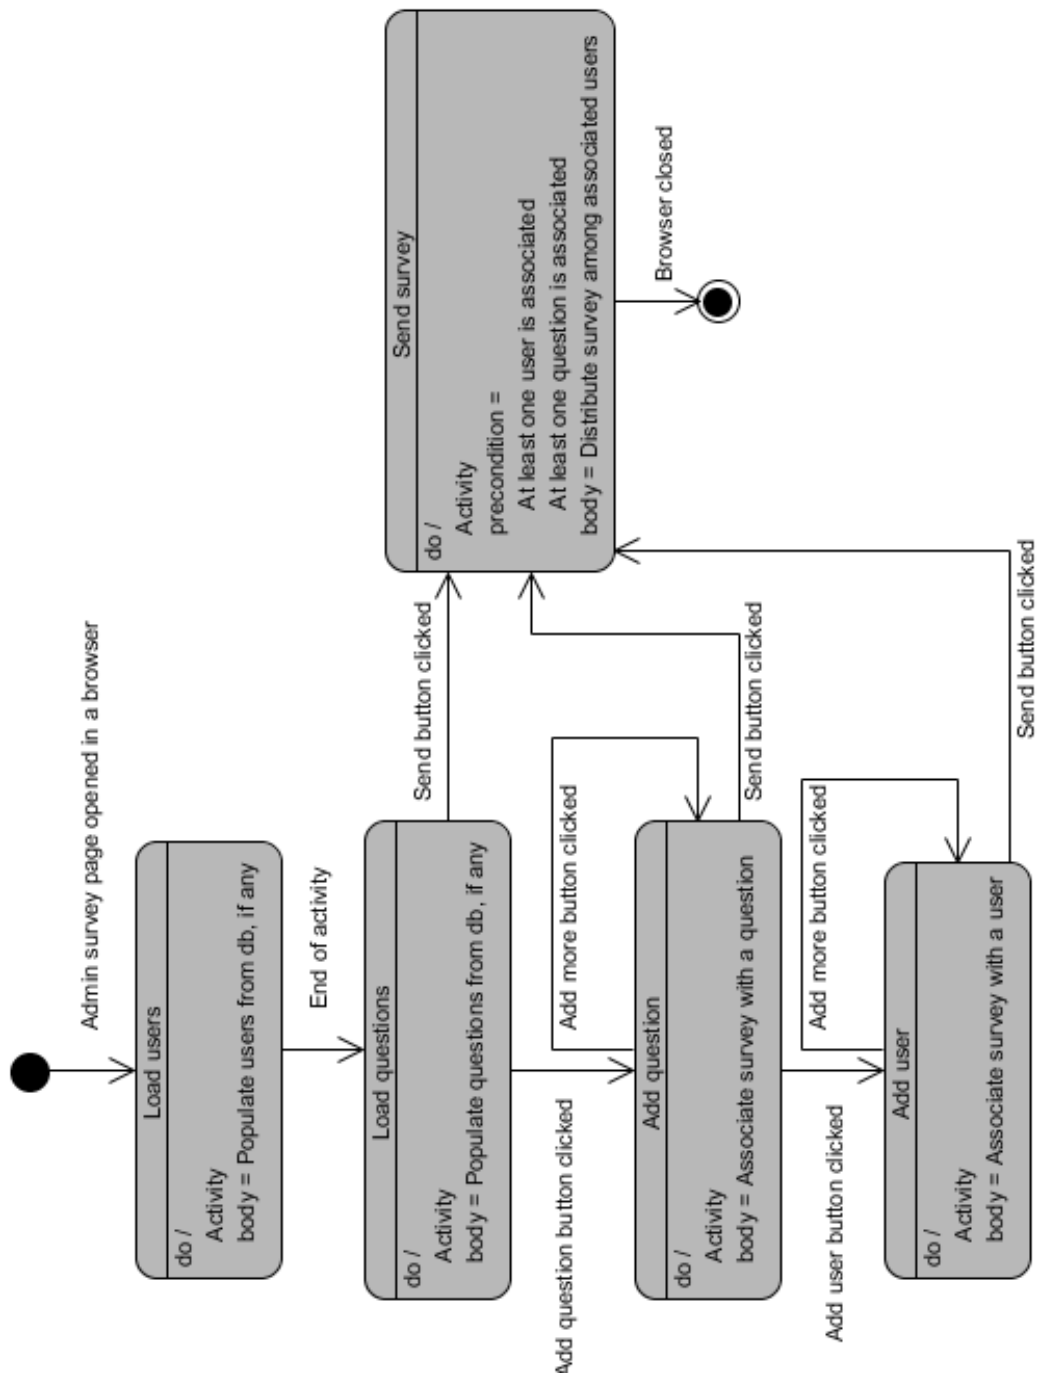 Admin survey page opened in a browser
Load users
do /
Activity
body = Populate users from db, if any
End of activity
Load questions
do /
Activity
body = Populate questions from db, if any
Send button clicked
Add question button clicked
Add more button clicked
Add question
do /
Activity
body = Associate survey with a question
Send button clicked
Add user button clicked
Add more button clicked
Add user
do /
Activity
body = Associate survey with a user
Send button clicked
Send survey
do /
Activity
precondition =
At least one user is associated
At least one question is associated
body = Distribute survey among associated users
Browser closed